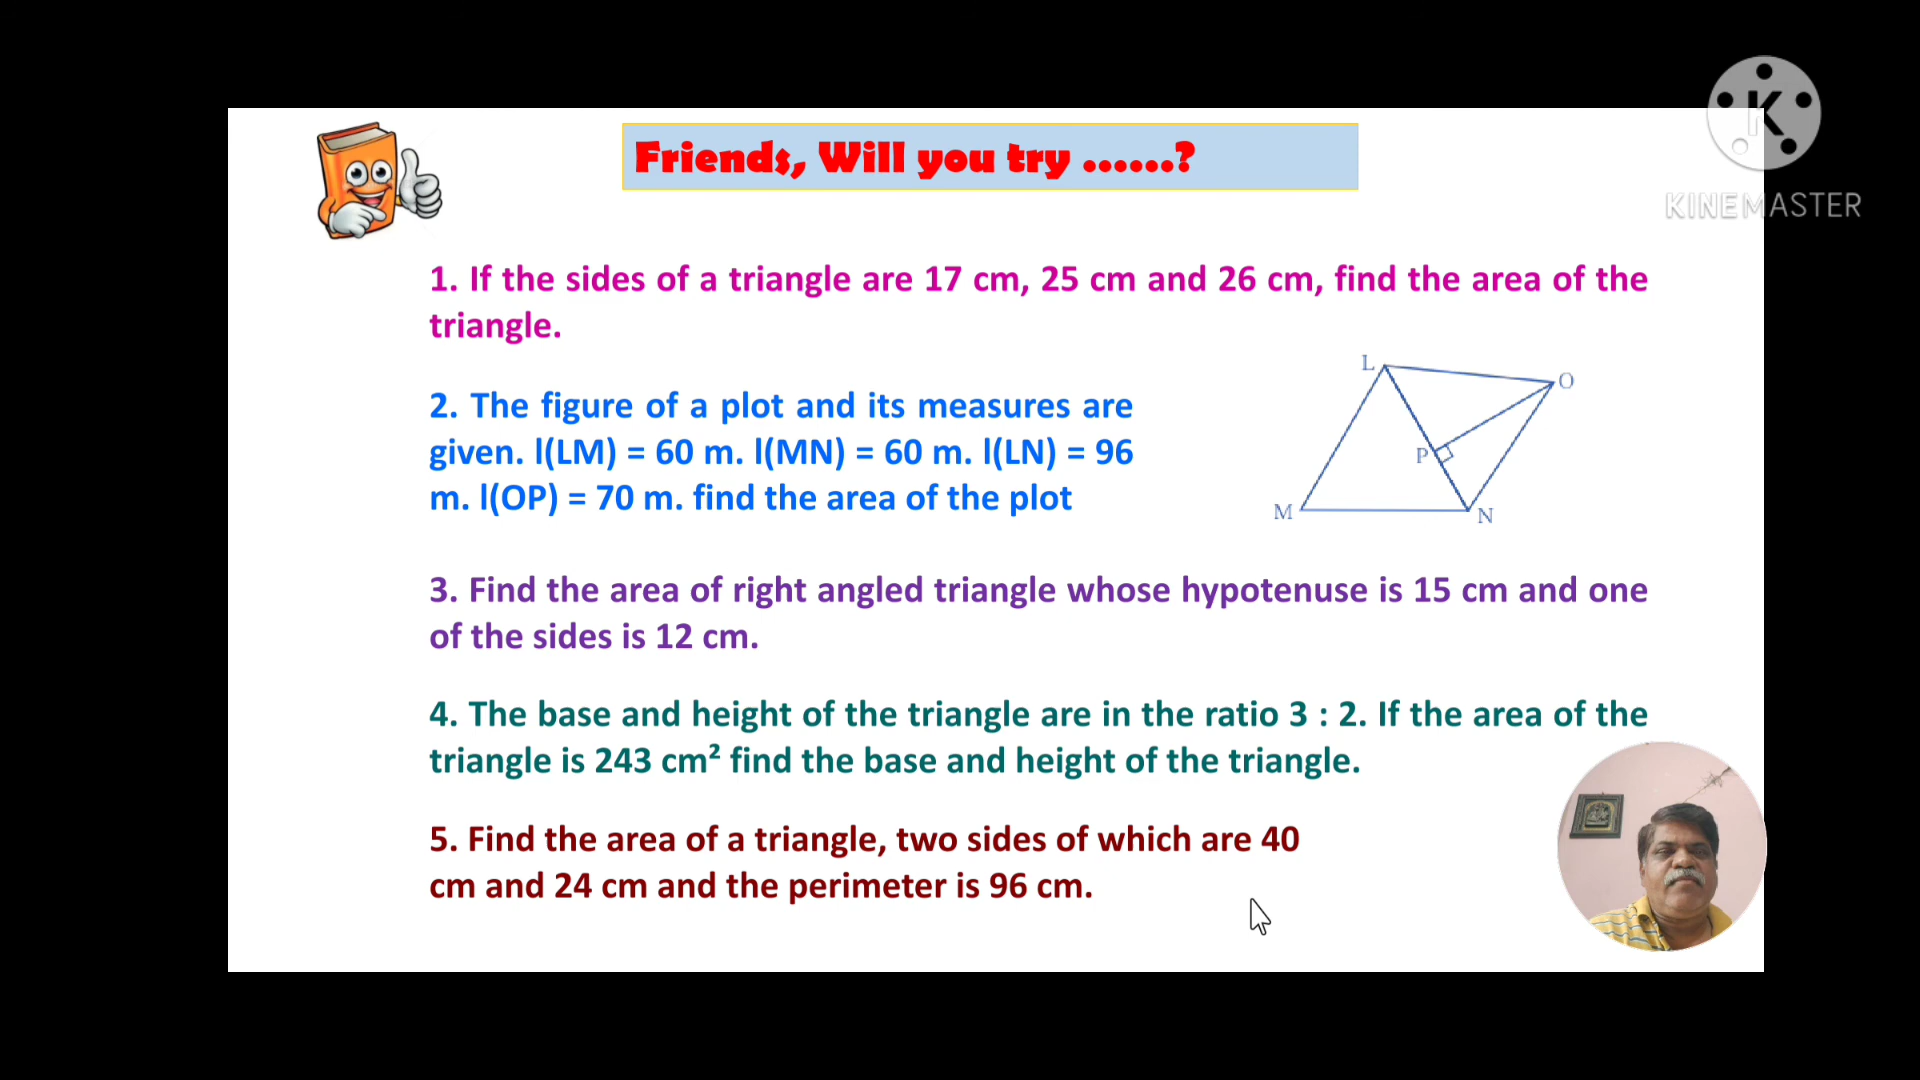 K
KINEMASTER
Friends, Will you try ......?
1. If the sides of a triangle are 17 cm, 25 cm and 26 cm, find the area of the
triangle.
2. The figure of a plot and its measures are
given. l(LM) = 60 m. l(MN) = 60 m. l(LN) = 96
m. l(OP) = 70 m. find the area of the plot
L
O
P
M
N
3. Find the area of right angled triangle whose hypotenuse is 15 cm and one
of the sides is 12 cm.
4. The base and height of the triangle are in the ratio 3 : 2. If the area of the
triangle is 243 cm² find the base and height of the triangle.
5. Find the area of a triangle, two sides of which are 40
cm and 24 cm and the perimeter is 96 cm.